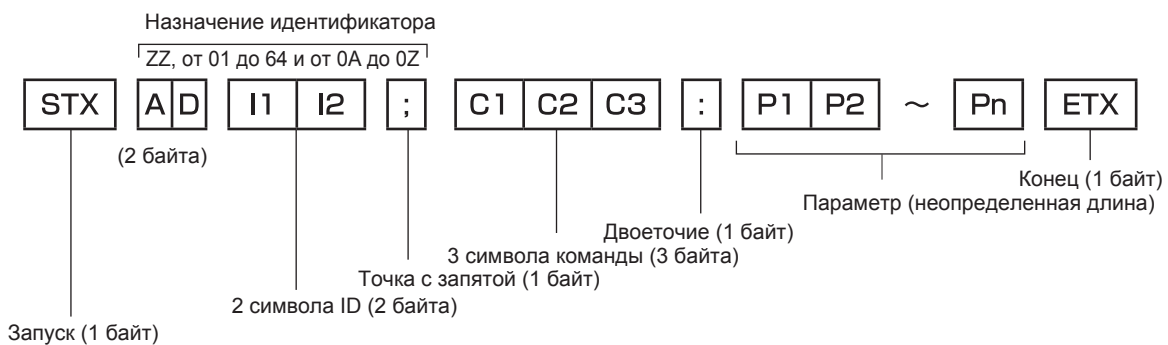 Назначение идентификатора
ZZ, от 01 до 64 и от 0A до 0Z
STX A D I1 I2 ; C1 C2 C3 : P1 P2 ~ Pn ETX
(2 байта)
Конец (1 байт)
Параметр (неопределенная длина)
Двоеточие (1 байт)
3 символа команды (3 байта)
Точка с запятой (1 байт)
2 символа ID (2 байта)
Запуск (1 байт)